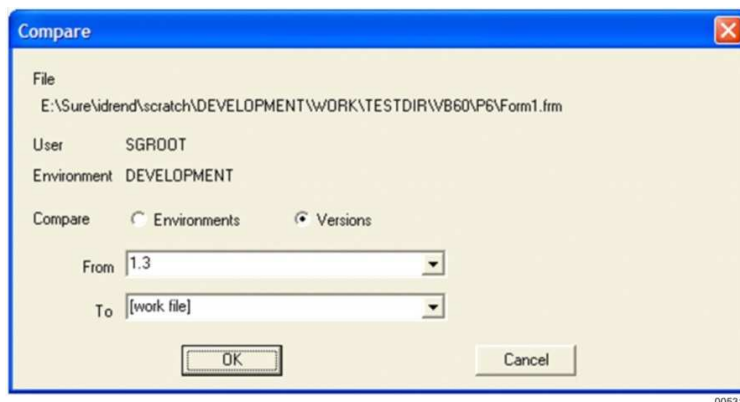 Compare
File
E:\Sure\idrend\scratch\DEVELOPMENT\WORK\TESTDIR\VB60\P6\Form1.frm
User SGROOT
Environment DEVELOPMENT
Compare Environments Versions
From 1.3
To [work file]
OK Cancel